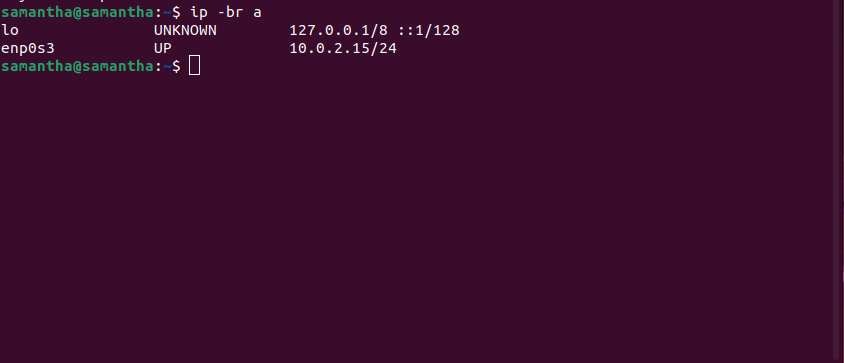 samantha@samantha:~$ ip -br a
lo UNKNOWN 127.0.0.1/8 ::1/128
enp0s3 UP 10.0.2.15/24
samantha@samantha:~$